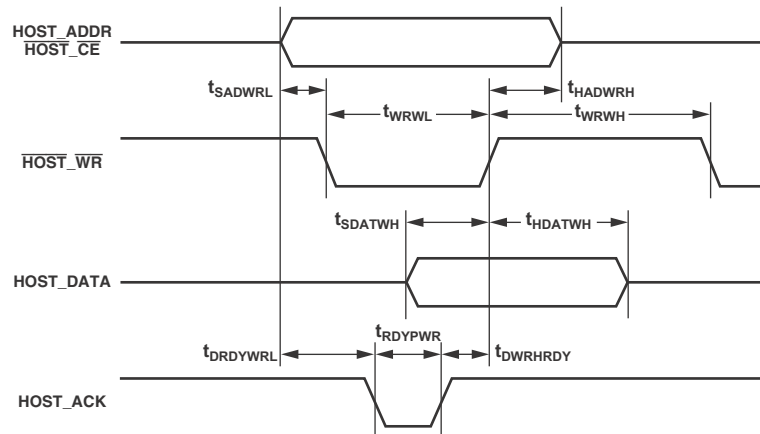 HOST_ADDR
HOST_CE
tSADWRL
tHADWRH
tWRWL
tWRWH
HOST_WR
tSDATWH
tHDATWH
HOST_DATA
tRDYPWR
tDRDYWRL
tDWRHRDY
HOST_ACK